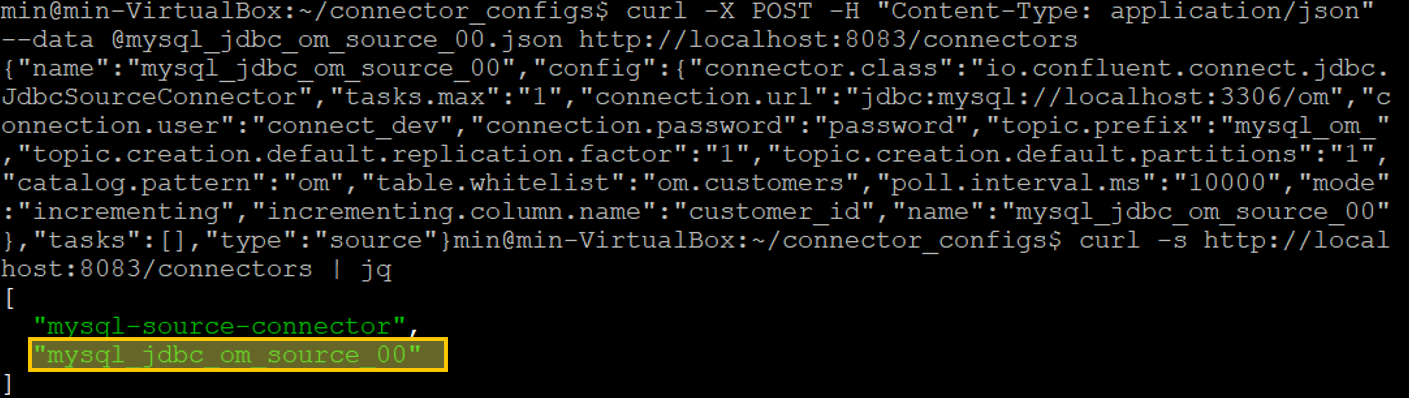 min@min-VirtualBox:~/connector_configs$ curl -X POST -H "Content-Type: application/json"
--data @mysql_jdbc_om_source_00.json http://localhost:8083/connectors
{"name":"mysql_jdbc_om_source_00","config":{"connector.class":"io.confluent.connect.jdbc.
JdbcSourceConnector","tasks.max":"1","connection.url":"jdbc:mysql://localhost:3306/om","c
onnection.user":"connect_dev","connection.password":"password","topic.prefix":"mysql_om_"
,"topic.creation.default.replication.factor":"1","topic.creation.default.partitions":"1",
"catalog.pattern":"om","table.whitelist":"om.customers","poll.interval.ms":"10000","mode"
:"incrementing","incrementing.column.name":"customer_id","name":"mysql_jdbc_om_source_00"
},"tasks":[],"type":"source"}min@min-VirtualBox:~/connector_configs$ curl -s http://local
host:8083/connectors | jq
[
  "mysql-source-connector",
  "mysql_jdbc_om_source_00"
]